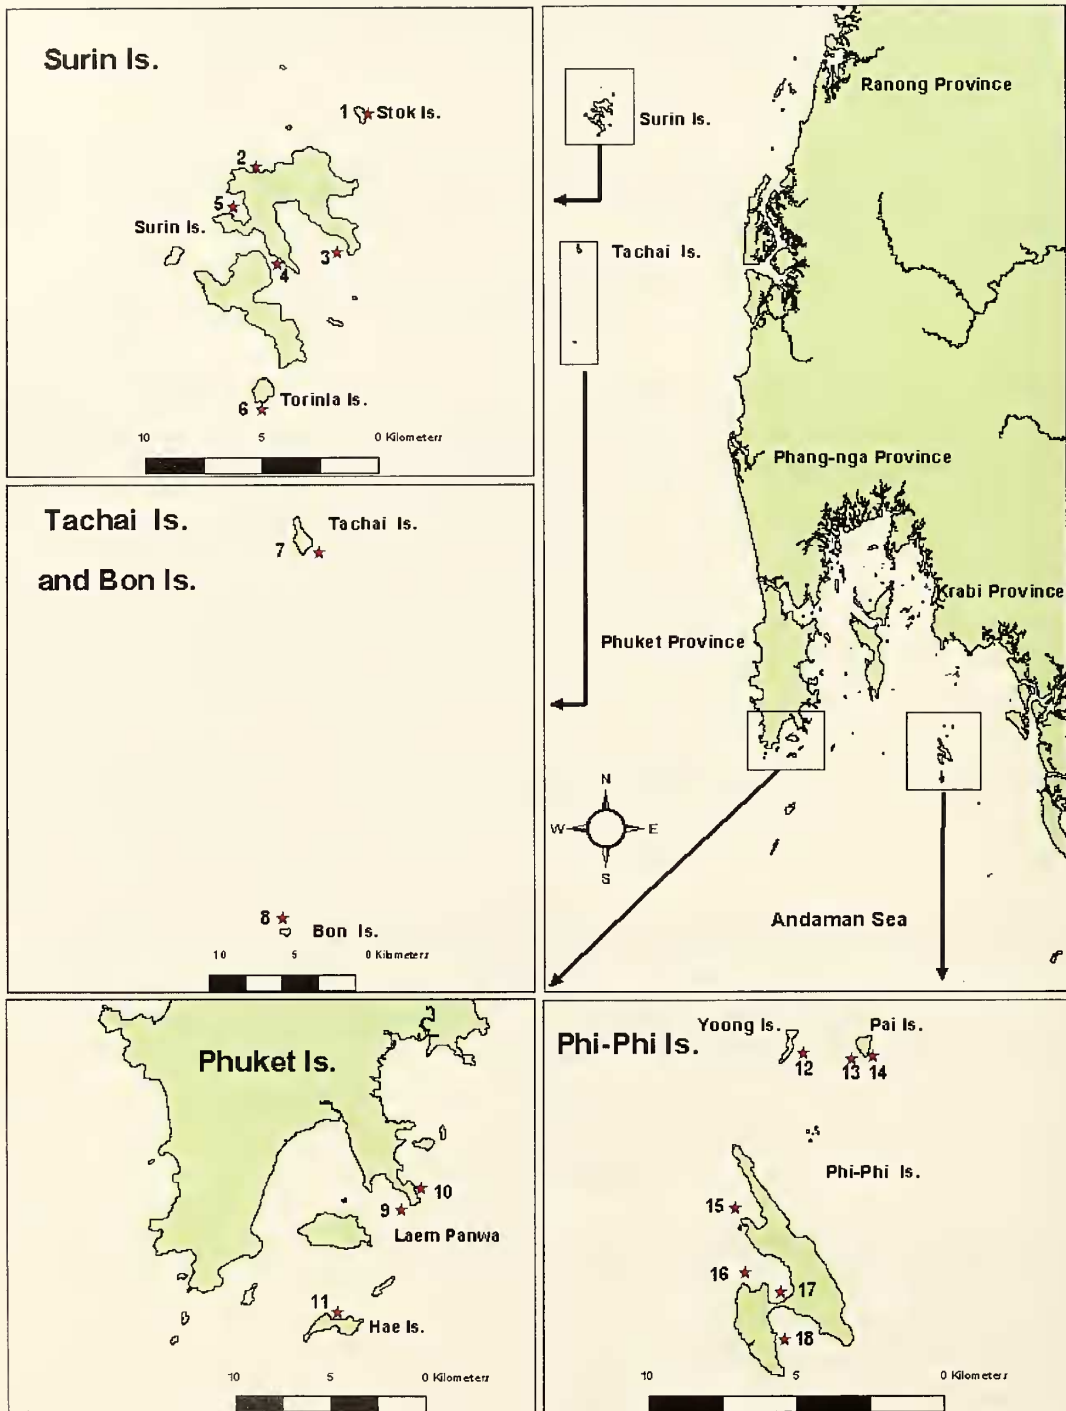 Surin Is.
1 Stok Is.
2
5
Surin Is.
3
4
Torinla Is.
6
10 5 0 Kilometers
Ranong Province
Surin Is.
Tachai Is.
Phang-nga Province
Krabi Province
Phuket Province
N
W E
S
Andaman Sea
Tachai Is.
and Bon Is.
Tachai Is.
7
8
Bon Is.
10 5 0 Kilometers
Phuket Is.
10
9
Laem Panwa
11
Hae Is.
10 5 0 Kilometers
Phi-Phi Is.
Yoong Is. Pai Is.
12 13 14
Phi-Phi Is.
15
16
17
18
10 5 0 Kilometers